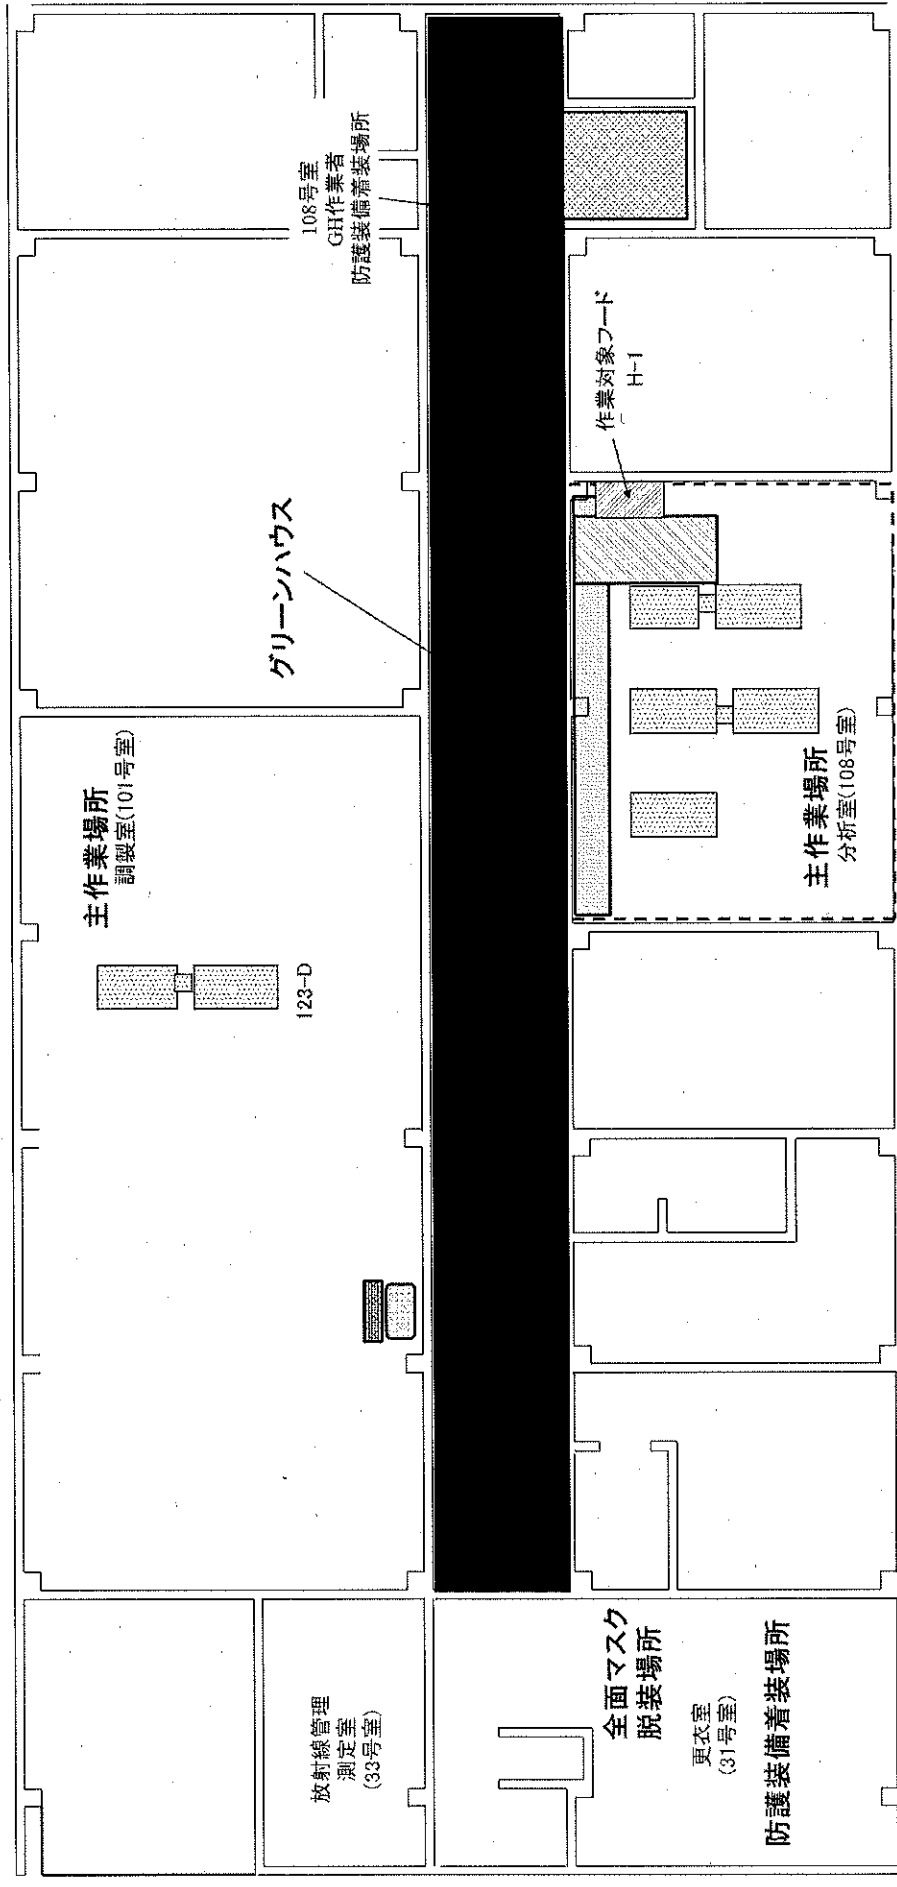 主作業場所
調製室(101号室)
123-D
グリーンハウス
108号室
GH作業者
防護装備着装場所
放射線管理
測定室
(33号室)
全面マスク
脱装場所
更衣室
(31号室)
防護装備着装場所
主作業場所
分析室(108号室)
作業対象フード
H-1